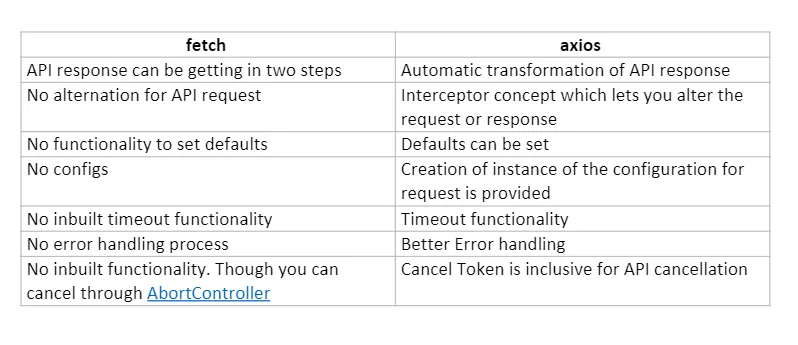 fetch
axios
API response can be getting in two steps
Automatic transformation of API response
No alternation for API request
Interceptor concept which lets you alter the
request or response
No functionality to set defaults
Defaults can be set
No configs
Creation of instance of the configuration for
request is provided
No inbuilt timeout functionality
Timeout functionality
No error handling process
Better Error handling
No inbuilt functionality. Though you can
cancel through AbortController
Cancel Token is inclusive for API cancellation